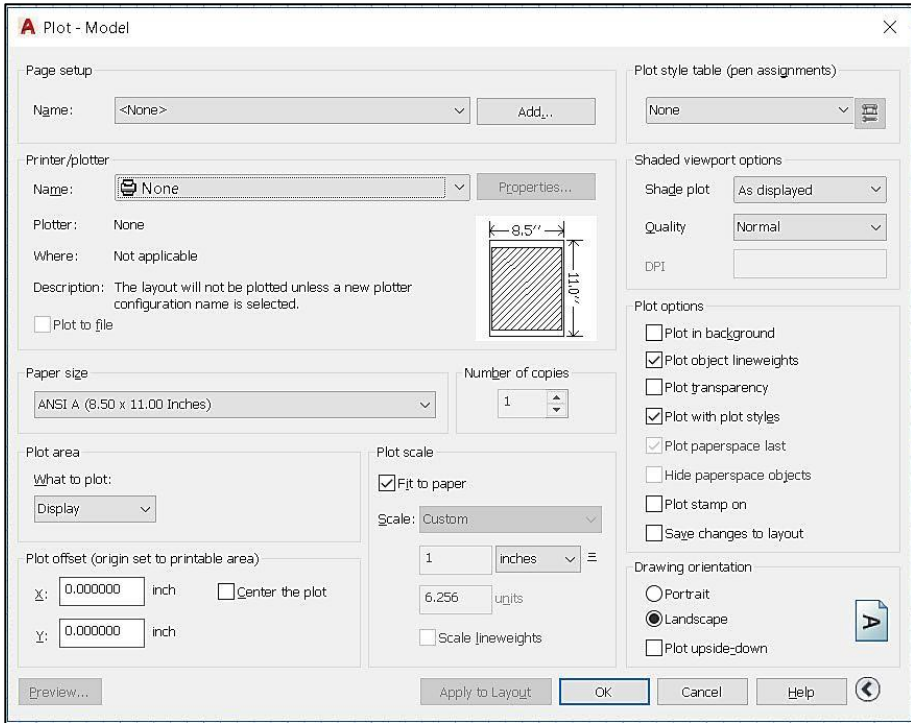 A Plot - Model
Page setup
Name: <None> Add...
Printer/plotter
Name: None Properties...
Plotter: None
Where: Not applicable
Description: The layout will not be plotted unless a new plotter
configuration name is selected.
Plot to file
8.5′′
11.0′′
Paper size
ANSI A (8.50 x 11.00 Inches)
Number of copies
1
Plot area
What to plot:
Display
Plot offset (origin set to printable area)
X: 0.000000 inch Center the plot
Y: 0.000000 inch
Plot scale
Fit to paper
Scale: Custom
1 inches =
6.256 units
Scale lineweights
Plot style table (pen assignments)
None
Shaded viewport options
Shade plot As displayed
Quality Normal
DPI
Plot options
Plot in background
Plot object lineweights
Plot transparency
Plot with plot styles
Plot paperspace last
Hide paperspace objects
Plot stamp on
Save changes to layout
Drawing orientation
Portrait
Landscape
Plot upside-down
A
Preview... Apply to Layout OK Cancel Help